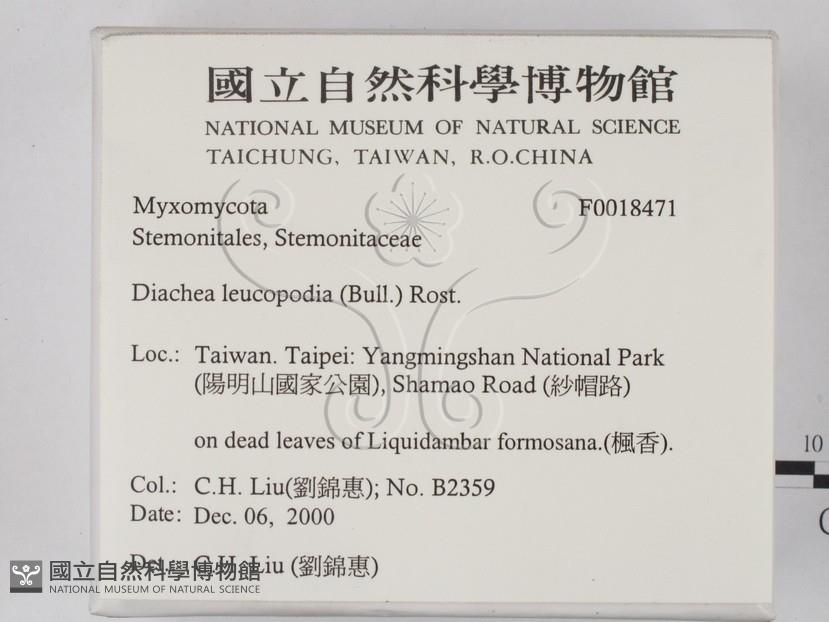 國立自然科學博物館
NATIONAL MUSEUM OF NATURAL SCIENCE
TAICHUNG, TAIWAN, R.O.CHINA
Myxomycota F0018471
Stemonitales, Stemonitaceae
Diachea leucopodia (Bull.) Rost.
Loc.: Taiwan. Taipei: Yangmingshan National Park
(陽明山國家公園), Shamao Road (紗帽路)
on dead leaves of Liquidambar formosana.(楓香).
Col.: C.H. Liu(劉錦惠); No. B2359
Date: Dec. 06, 2000
Det.: C.H. Liu (劉錦惠)
國立自然科學博物館
NATIONAL MUSEUM OF NATURAL SCIENCE
10